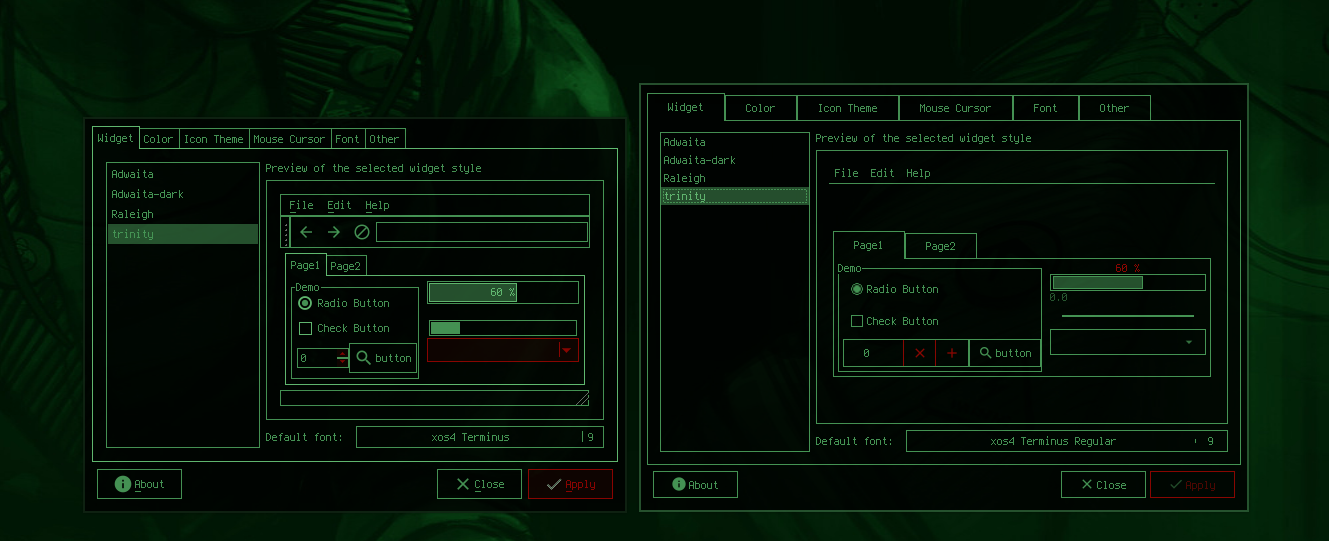 Widget Color Icon Theme Mouse Cursor Font Other
Adwaita
Adwaita-dark
Raleigh
trinity
Preview of the selected widget style
File Edit Help
Page1 Page2
Demo
Radio Button
Check Button
0 button
60 %
Default font: xos4 Terminus 9
About Close Apply
Widget Color Icon Theme Mouse Cursor Font Other
Adwaita
Adwaita-dark
Raleigh
trinity
Preview of the selected widget style
File Edit Help
Page1 Page2
Demo
Radio Button
Check Button
0 button
60 %
0.0
Default font: xos4 Terminus Regular 9
About Close Apply